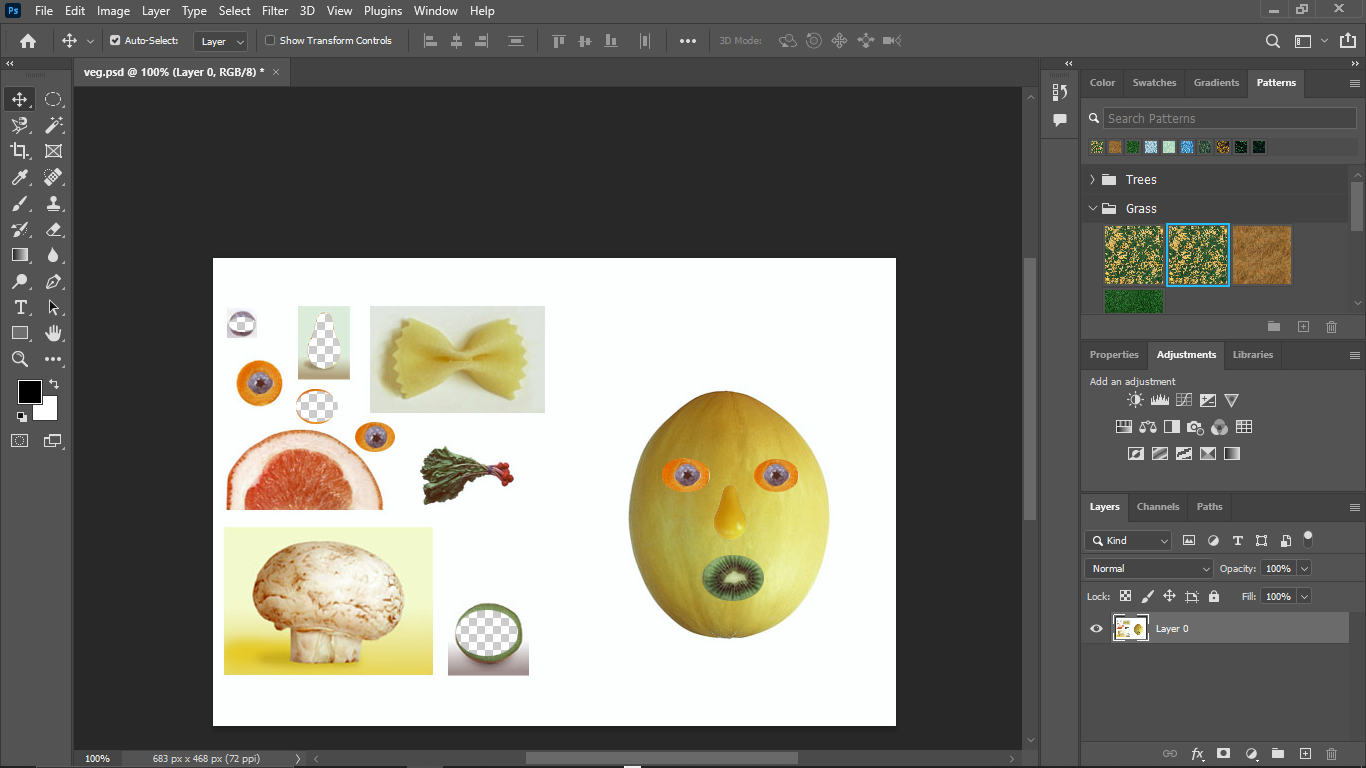 Ps File Edit Image Layer Type Select Filter 3D View Plugins Window Help
Auto-Select: Layer Show Transform Controls 3D Mode:
veg.psd @ 100% (Layer 0, RGB/8) *
Color Swatches Gradients Patterns
Search Patterns
Trees
Grass
Properties Adjustments Libraries
Add an adjustment
Layers Channels Paths
Kind
Normal Opacity: 100%
Lock: Fill: 100%
Layer 0
100% 683 px x 468 px (72 ppi)
fx